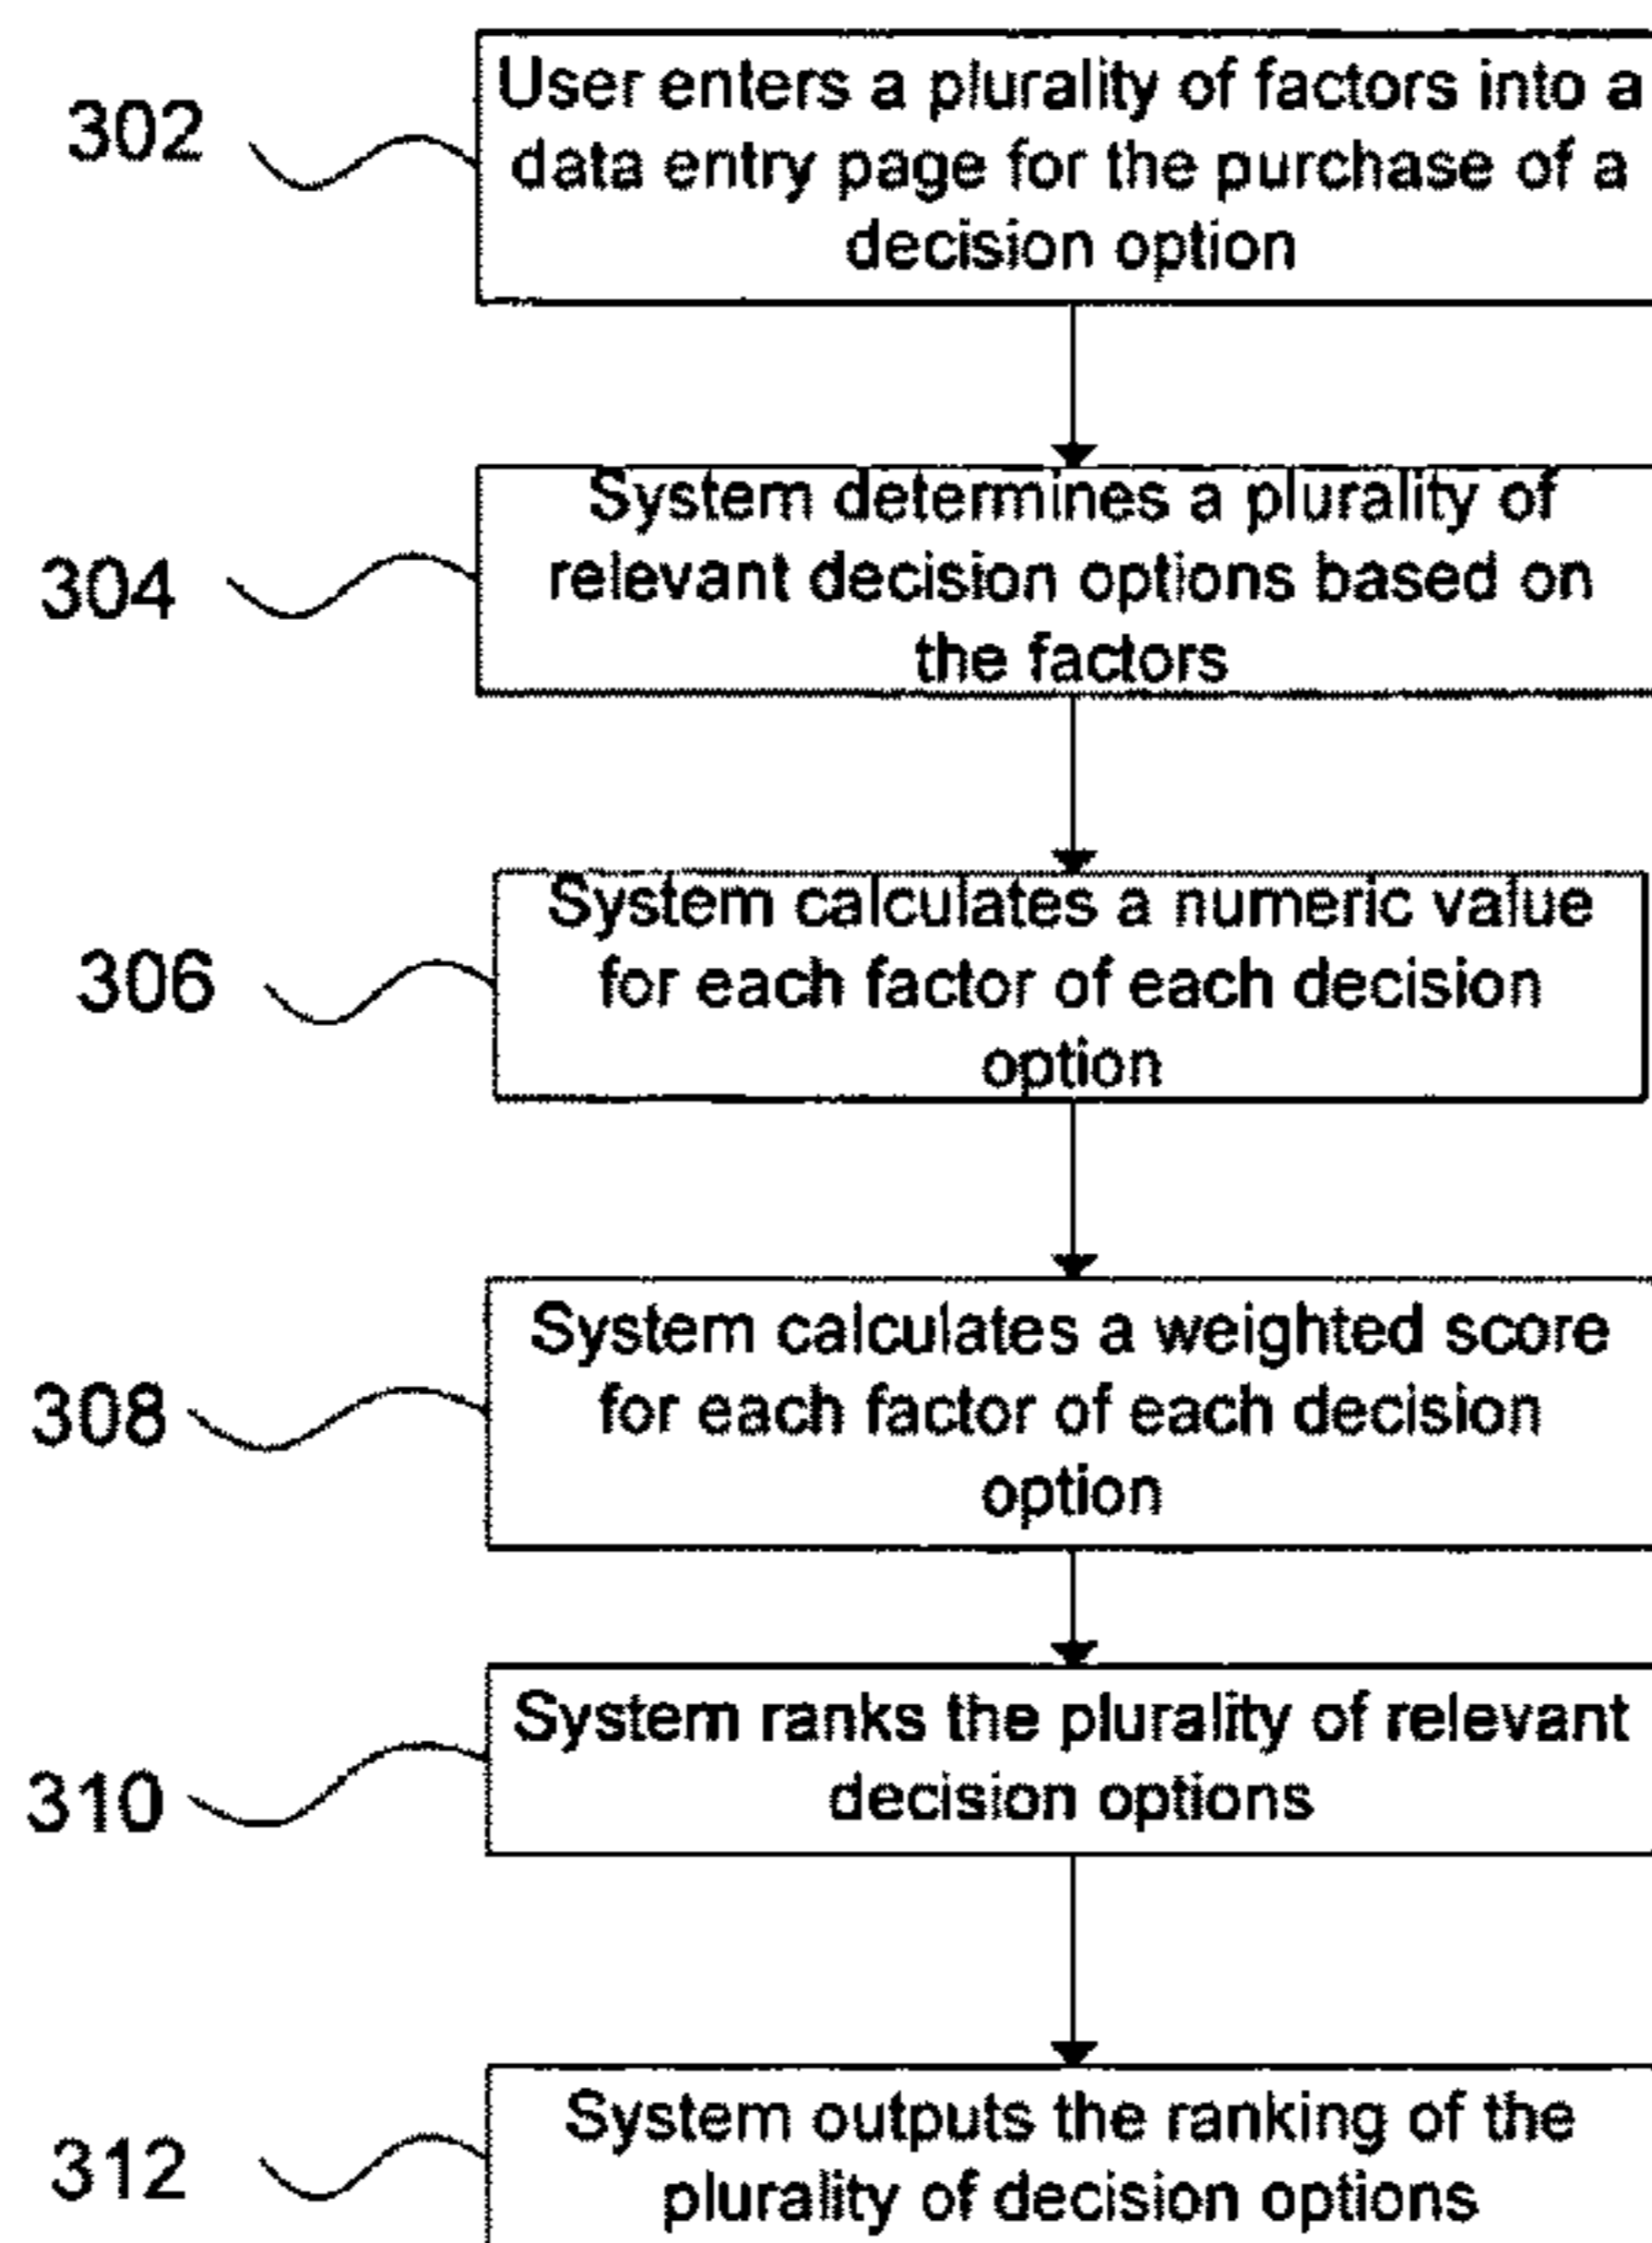 302
User enters a plurality of factors into a
data entry page for the purchase of a
decision option
304
System determines a plurality of
relevant decision options based on
the factors
306
System calculates a numeric value
for each factor of each decision
option
308
System calculates a weighted score
for each factor of each decision
option
310
System ranks the plurality of relevant
decision options
312
System outputs the ranking of the
plurality of decision options